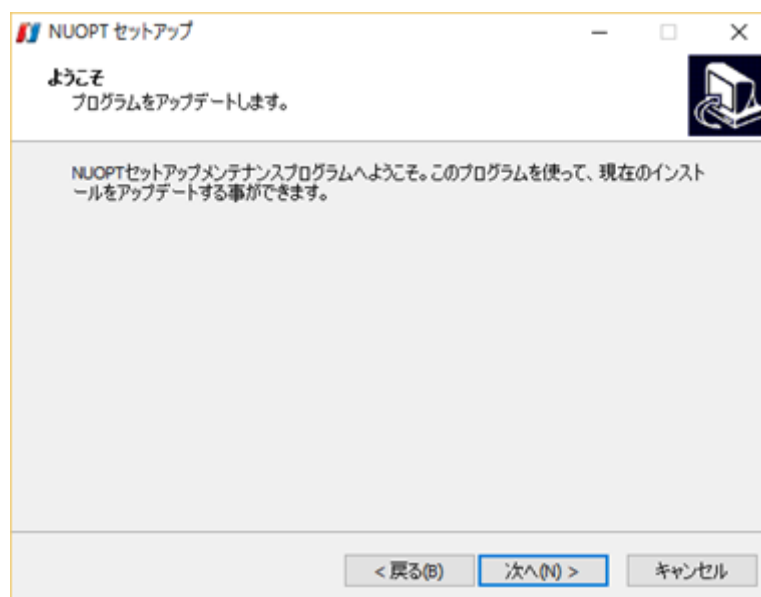 NUOPT セットアップ
ようこそ
プログラムをアップデートします。
NUOPTセットアップメンテナンスプログラムへようこそ。このプログラムを使って、現在のインスト
ールをアップデートする事ができます。
< 戻る(B)
次へ(N) >
キャンセル